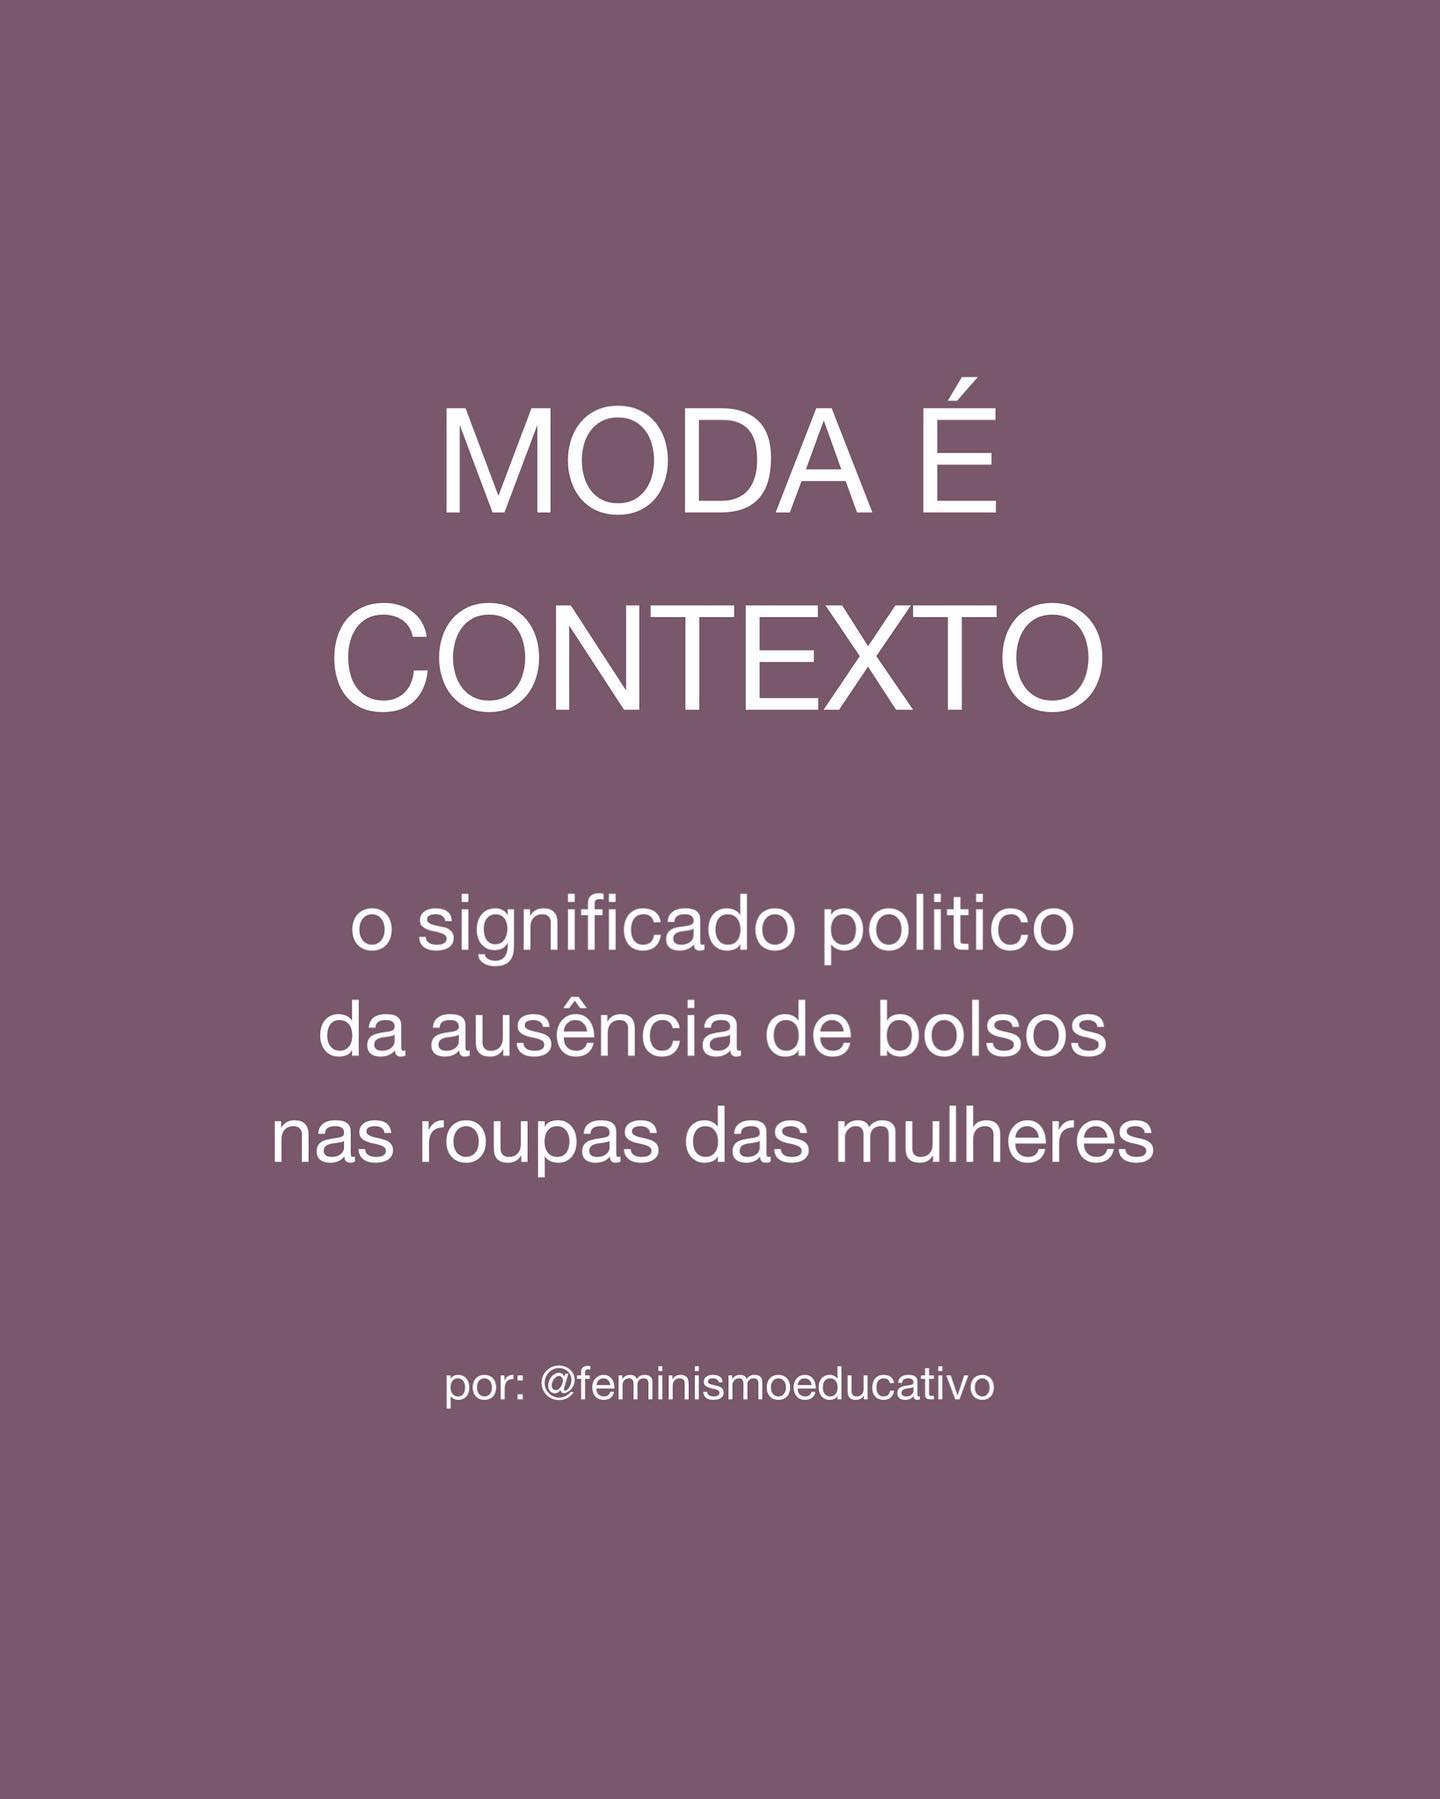 MODA É
CONTEXTO
o significado politico
da ausência de bolsos
nas roupas das mulheres
por: @feminismoeducativo